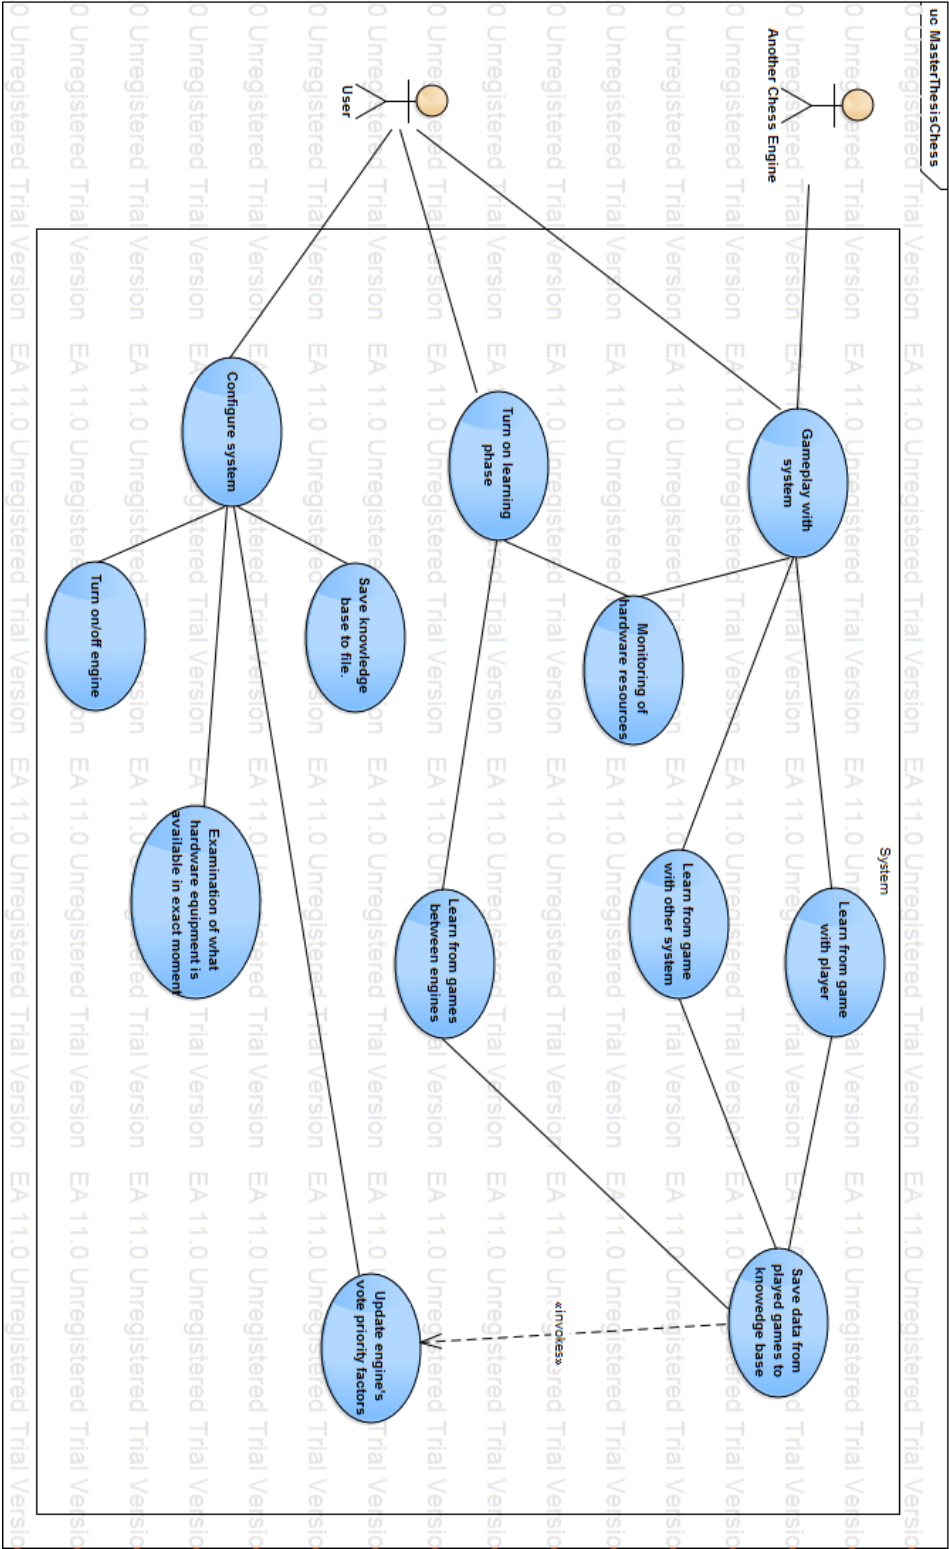 uc MasterThesisChess
Another Chess Engine
User
System
Gameplay with
system
Learn from game
with player
Save data from
played games to
knowedge base
Learn from game
with other system
Monitoring of
hardware resources
Turn on learning
phase
«invokes»
Learn from games
between engines
Save knowledge
base to file.
Update engine's
vote priority factors
Configure system
Examination of what
hardware equipment is
available in exact moment
Turn on/off engine
EA 11.0 Unregistered Trial Version